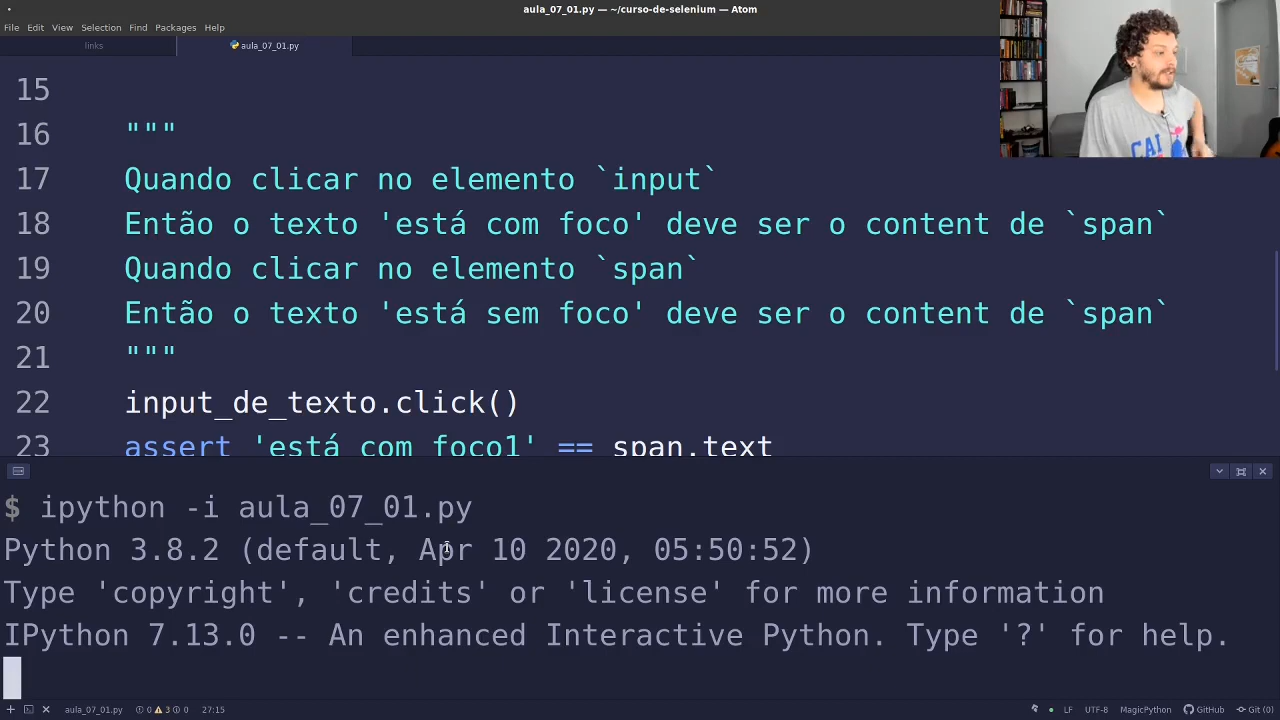 aula_07_01.py — ~/curso-de-selenium — Atom
File Edit View Selection Find Packages Help
links aula_07_01.py
15
16 """
17 Quando clicar no elemento `input`
18 Então o texto 'está com foco' deve ser o content de `span`
19 Quando clicar no elemento `span`
20 Então o texto 'está sem foco' deve ser o content de `span`
21 """
22 input_de_texto.click()
23 assert 'está com foco1' == span.text
$ ipython -i aula_07_01.py
Python 3.8.2 (default, Apr 10 2020, 05:50:52)
Type 'copyright', 'credits' or 'license' for more information
IPython 7.13.0 -- An enhanced Interactive Python. Type '?' for help.
aula_07_01.py 0 3 0 27:15 LF UTF-8 MagicPython GitHub Git (0)
CAI